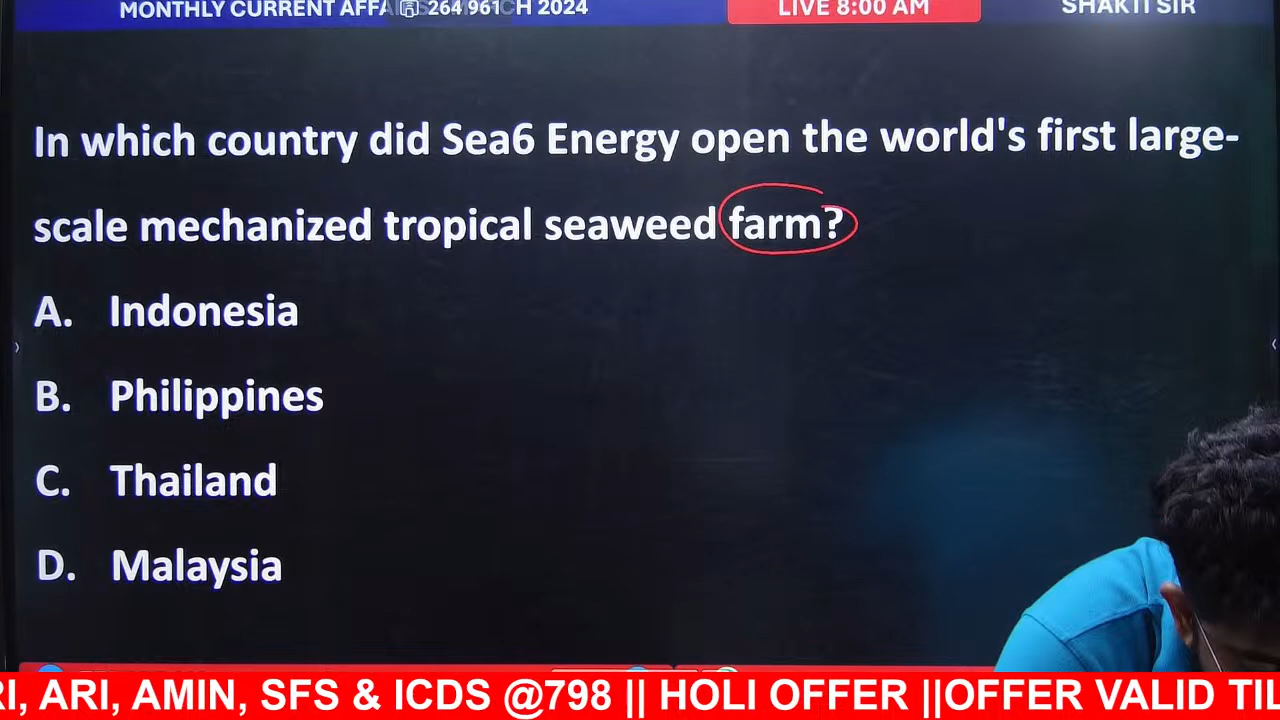 MONTHLY CURRENT AFFA 264 961 CH 2024
LIVE 8:00 AM
SHAKTI SIR
In which country did Sea6 Energy open the world's first large-
scale mechanized tropical seaweed farm?
A. Indonesia
B. Philippines
C. Thailand
D. Malaysia
RI, ARI, AMIN, SFS & ICDS @798 || HOLI OFFER ||OFFER VALID TIL